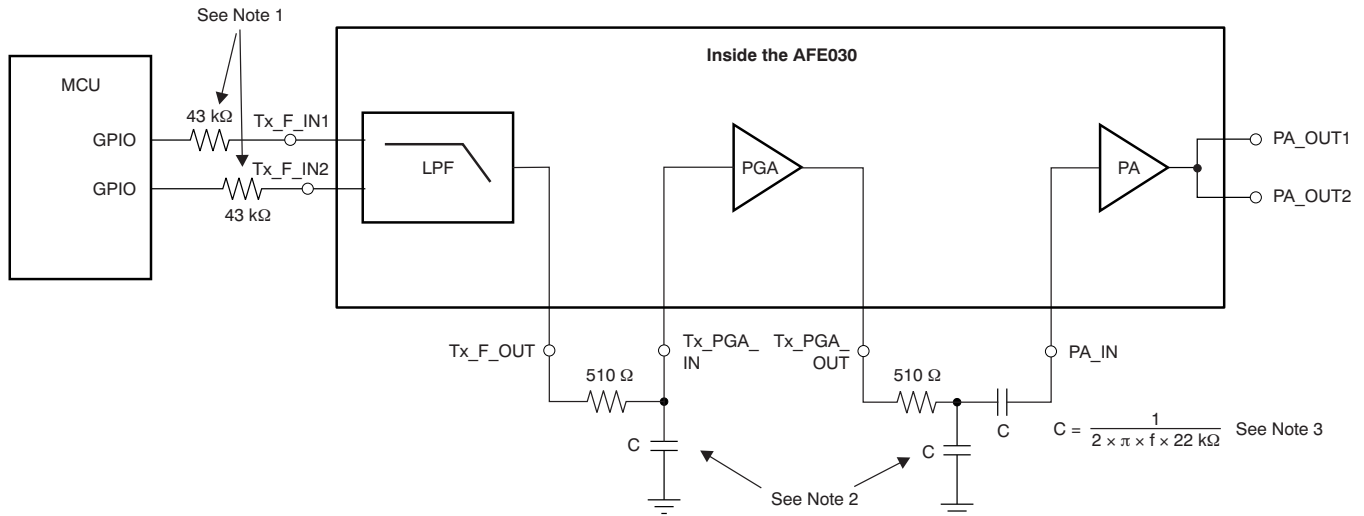 See Note 1
Inside the AFE030
MCU
43 kΩ
Tx_F_IN1
GPIO
LPF
PGA
PA
PA_OUT1
Tx_F_IN2
GPIO
43 kΩ
PA_OUT2
Tx_F_OUT
Tx_PGA_
IN
Tx_PGA_
OUT
PA_IN
510 Ω
510 Ω
C
C
C
C = 1 / 2 × π × f × 22 kΩ See Note 3
See Note 2